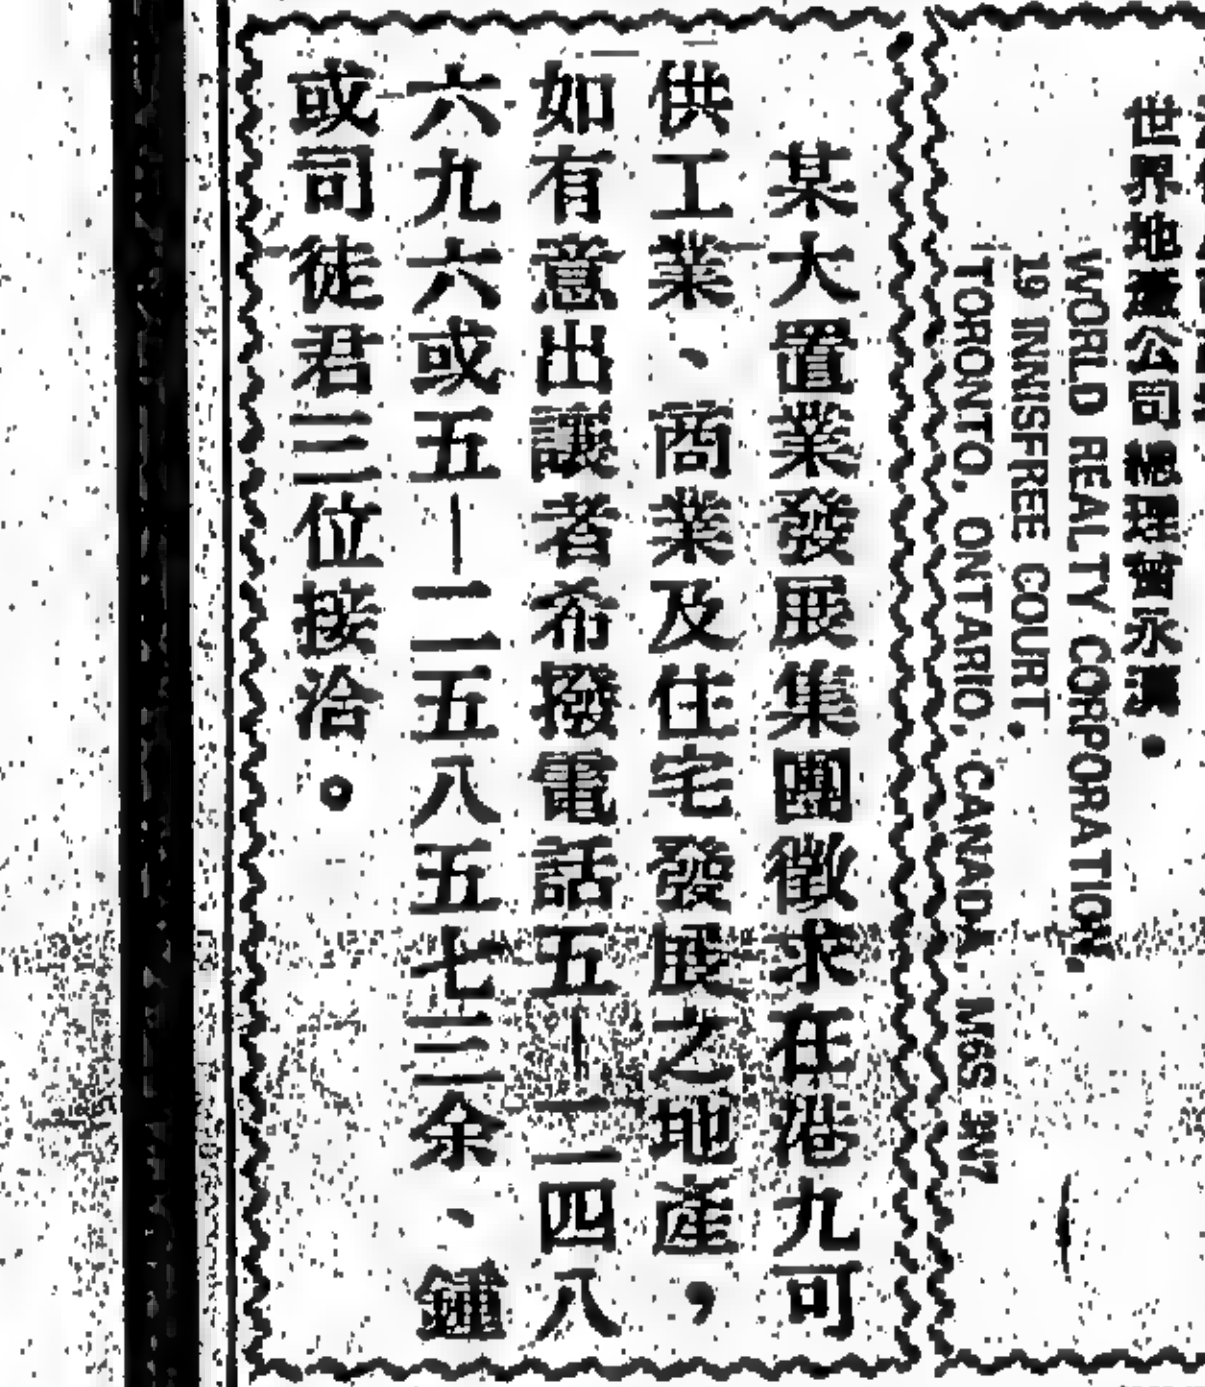 世界地產公司總理曾永
WORLD REALTY CORPORATION,
19 INNISFREE COURT,
TORONTO, ONTARIO, CANADA, M6S
某大置業發展集團徵求在港九可
供工業、商業及住宅發展之地產，
如有意出讓者希撥電話五—二四八
六九六或五—二五八五七三余、鍾
或司徒君三位接洽。